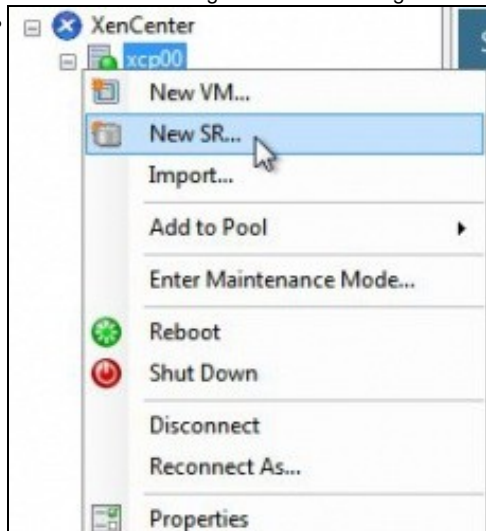 XenCenter
xcp00
New VM...
New SR...
Import...
Add to Pool
Enter Maintenance Mode...
Reboot
Shut Down
Disconnect
Reconnect As...
Properties